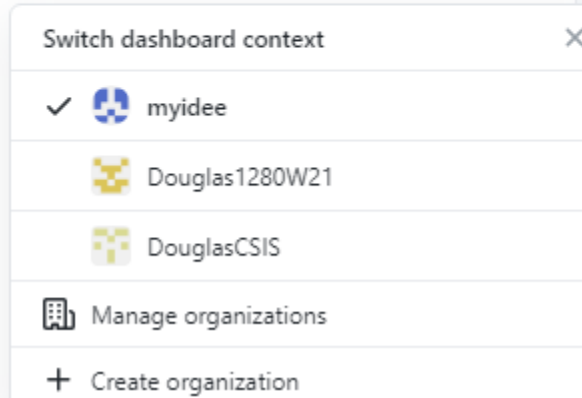 Switch dashboard context
myidee
Douglas1280W21
DouglasCSIS
Manage organizations
Create organization